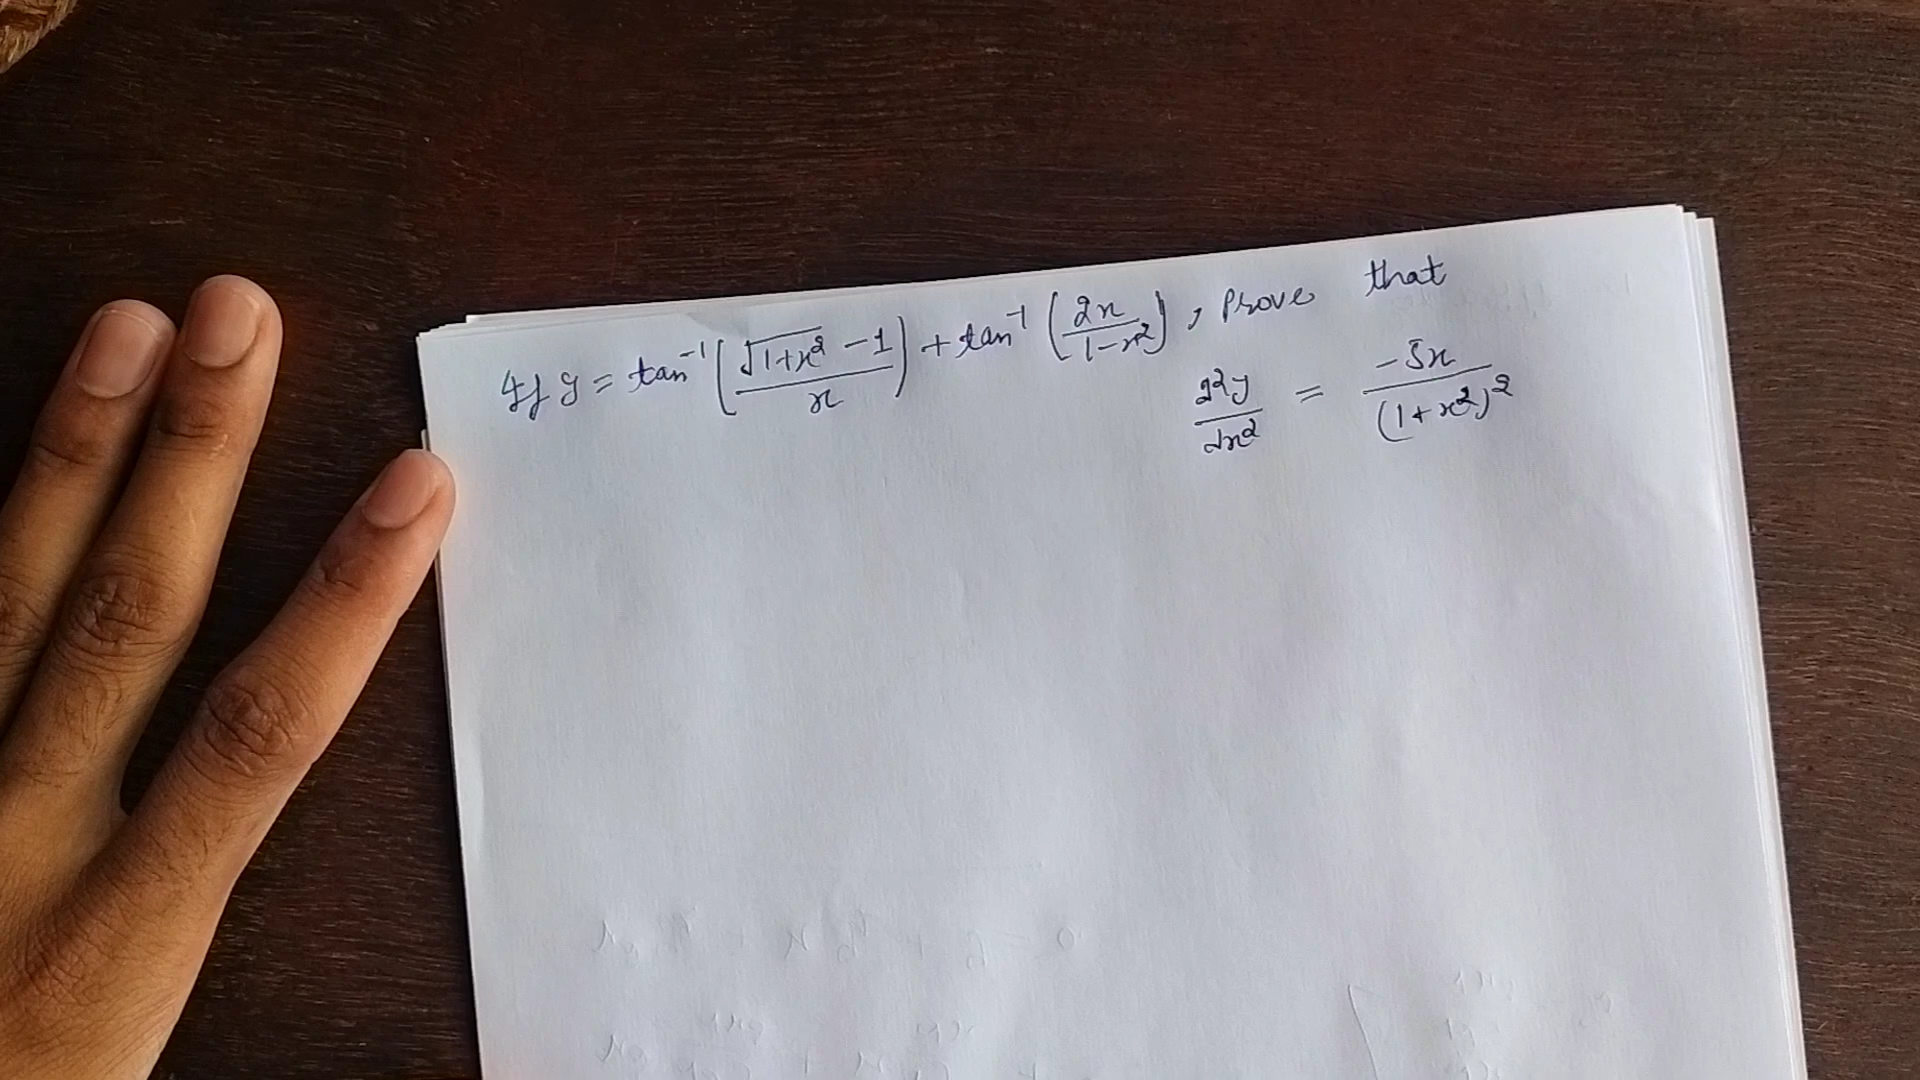 If y = tan⁻¹((√(1+x²) - 1)/x) + tan⁻¹(2x/(1-x²)), Prove that
d²y/dx² = -5x/(1+x²)²